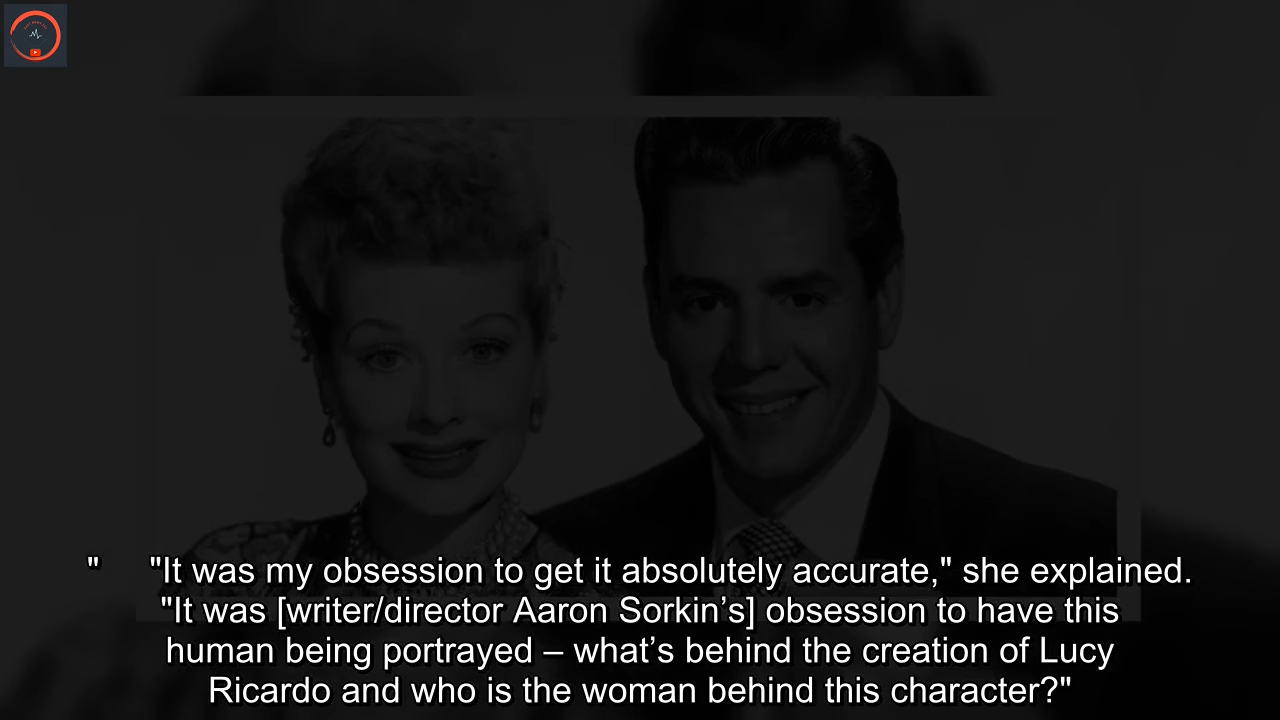 "     "It was my obsession to get it absolutely accurate," she explained.
"It was [writer/director Aaron Sorkin’s] obsession to have this
human being portrayed – what’s behind the creation of Lucy
Ricardo and who is the woman behind this character?"